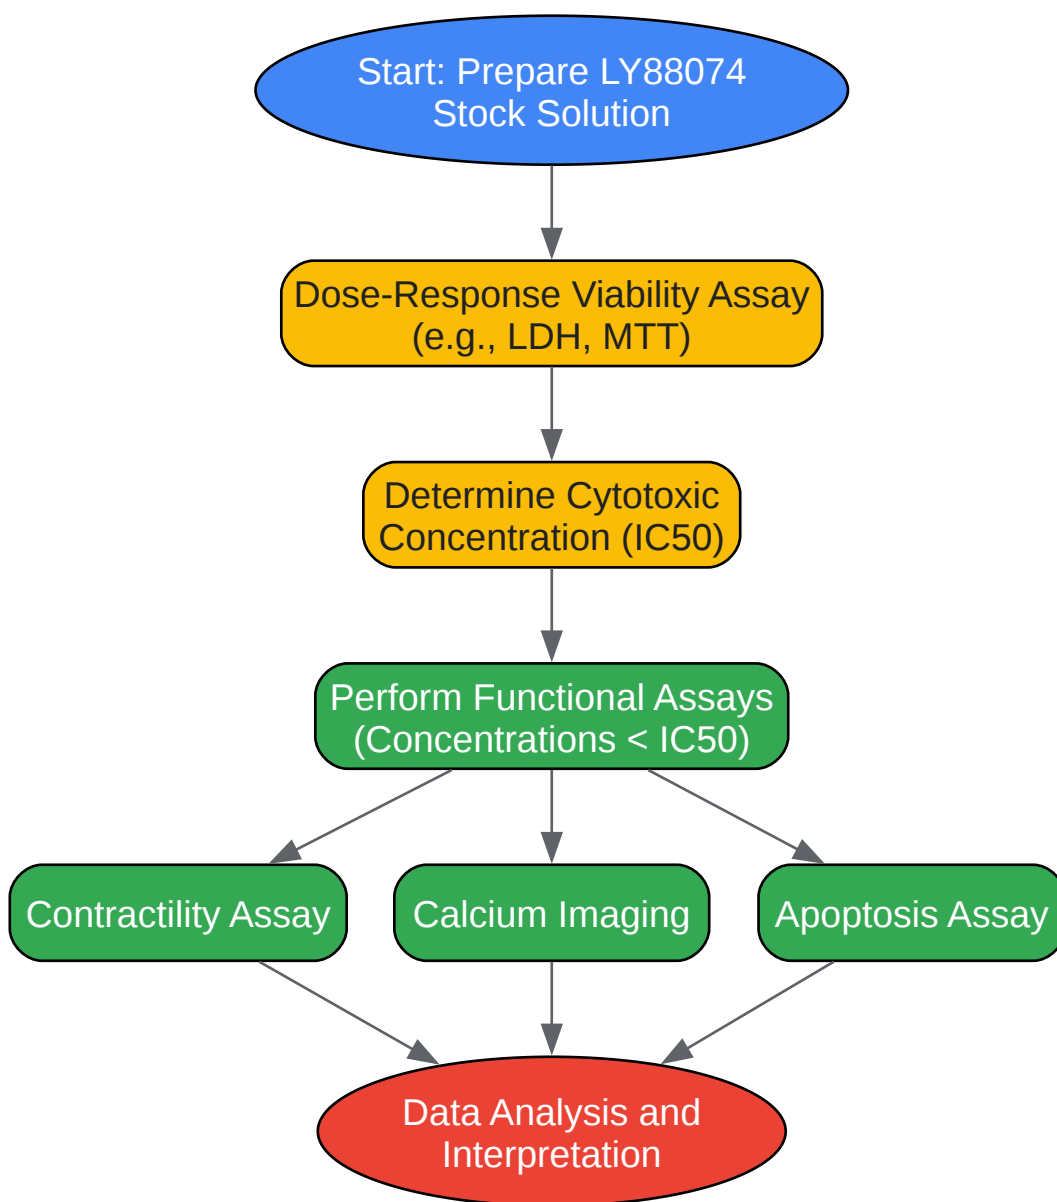 Start: Prepare LY88074
Stock Solution
Dose-Response Viability Assay
(e.g., LDH, MTT)
Determine Cytotoxic
Concentration (IC50)
Perform Functional Assays
(Concentrations < IC50)
Contractility Assay
Calcium Imaging
Apoptosis Assay
Data Analysis and
Interpretation